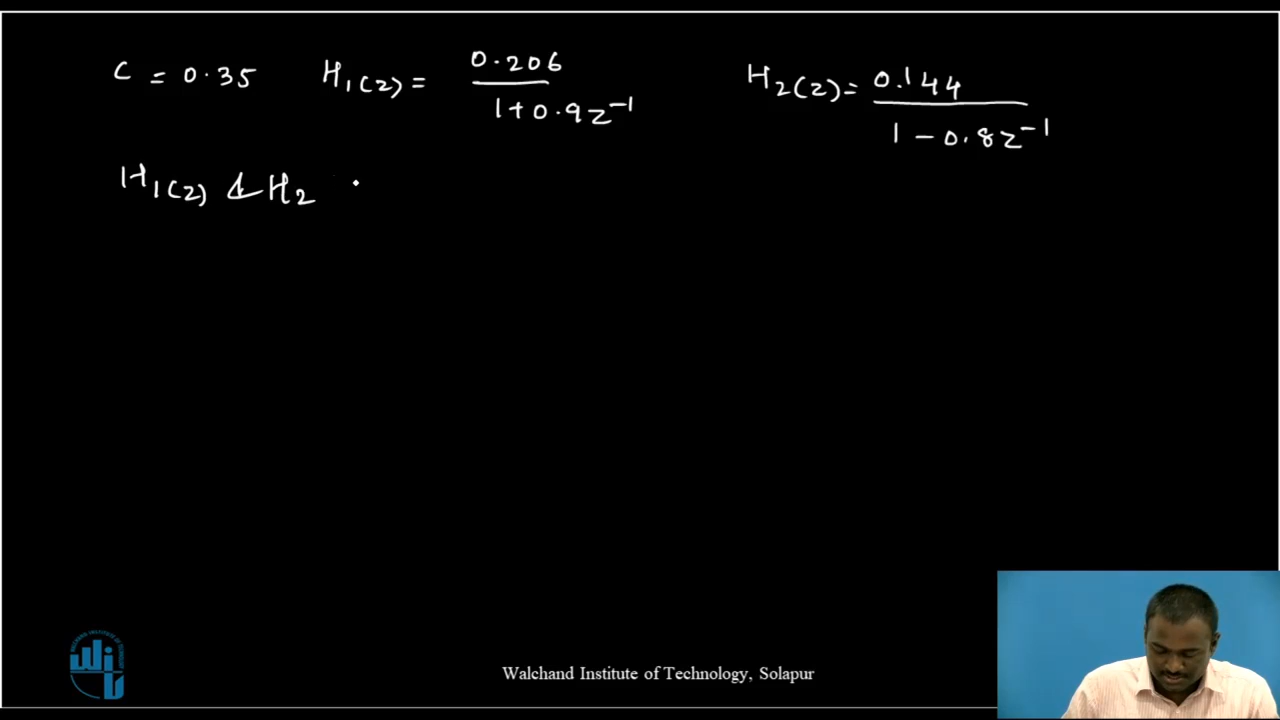 C = 0.35 H1(z) = 0.206 / 1+0.9z⁻¹ H2(z) = 0.144 / 1-0.8z⁻¹
H1(z) & H2
Walchand Institute of Technology, Solapur